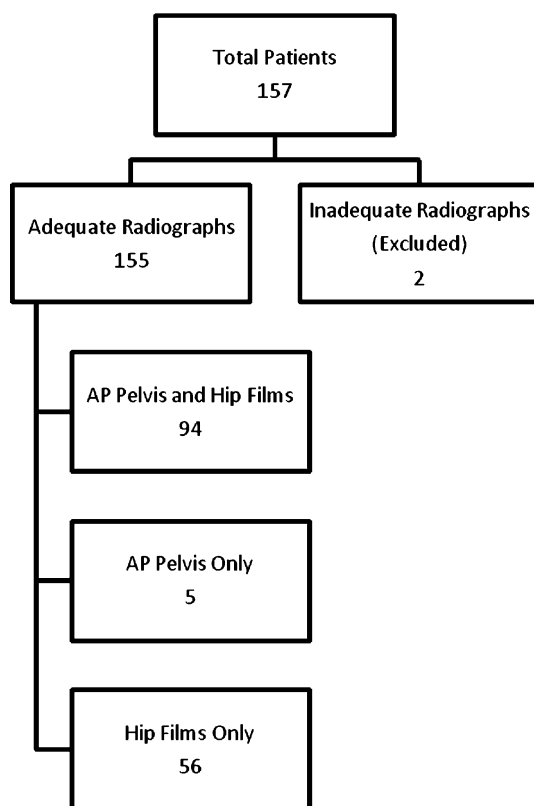 Total Patients
157
Adequate Radiographs
155
Inadequate Radiographs
(Excluded)
2
AP Pelvis and Hip Films
94
AP Pelvis Only
5
Hip Films Only
56